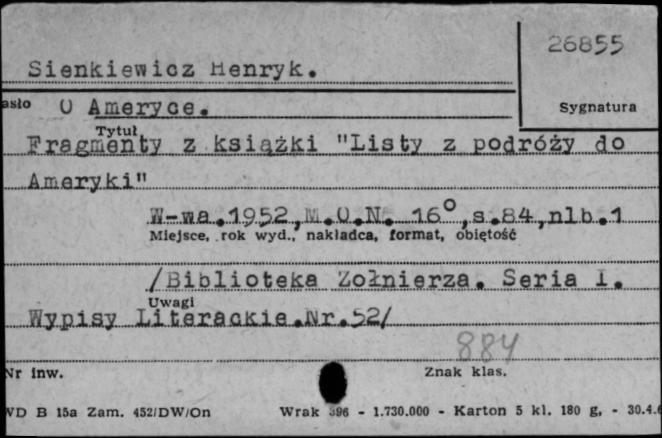 26855
Sienkiewicz Henryk.
asło O Ameryce.
Sygnatura
Tytuł
Fragmenty z książki "Listy z podróży do
Ameryki"
W-wa.1952,M.O.N. 16°,s.84,nlb.1
Miejsce, rok wyd., nakładca, format, objętość
/Biblioteka Żołnierza. Seria I.
Uwagi
Wypisy Literackie.Nr.52/
884
Nr inw.
Znak klas.
WD B 15a Zam. 452/DW/On Wrak 396 - 1.730.000 - Karton 5 kl. 180 g, - 30.4.6